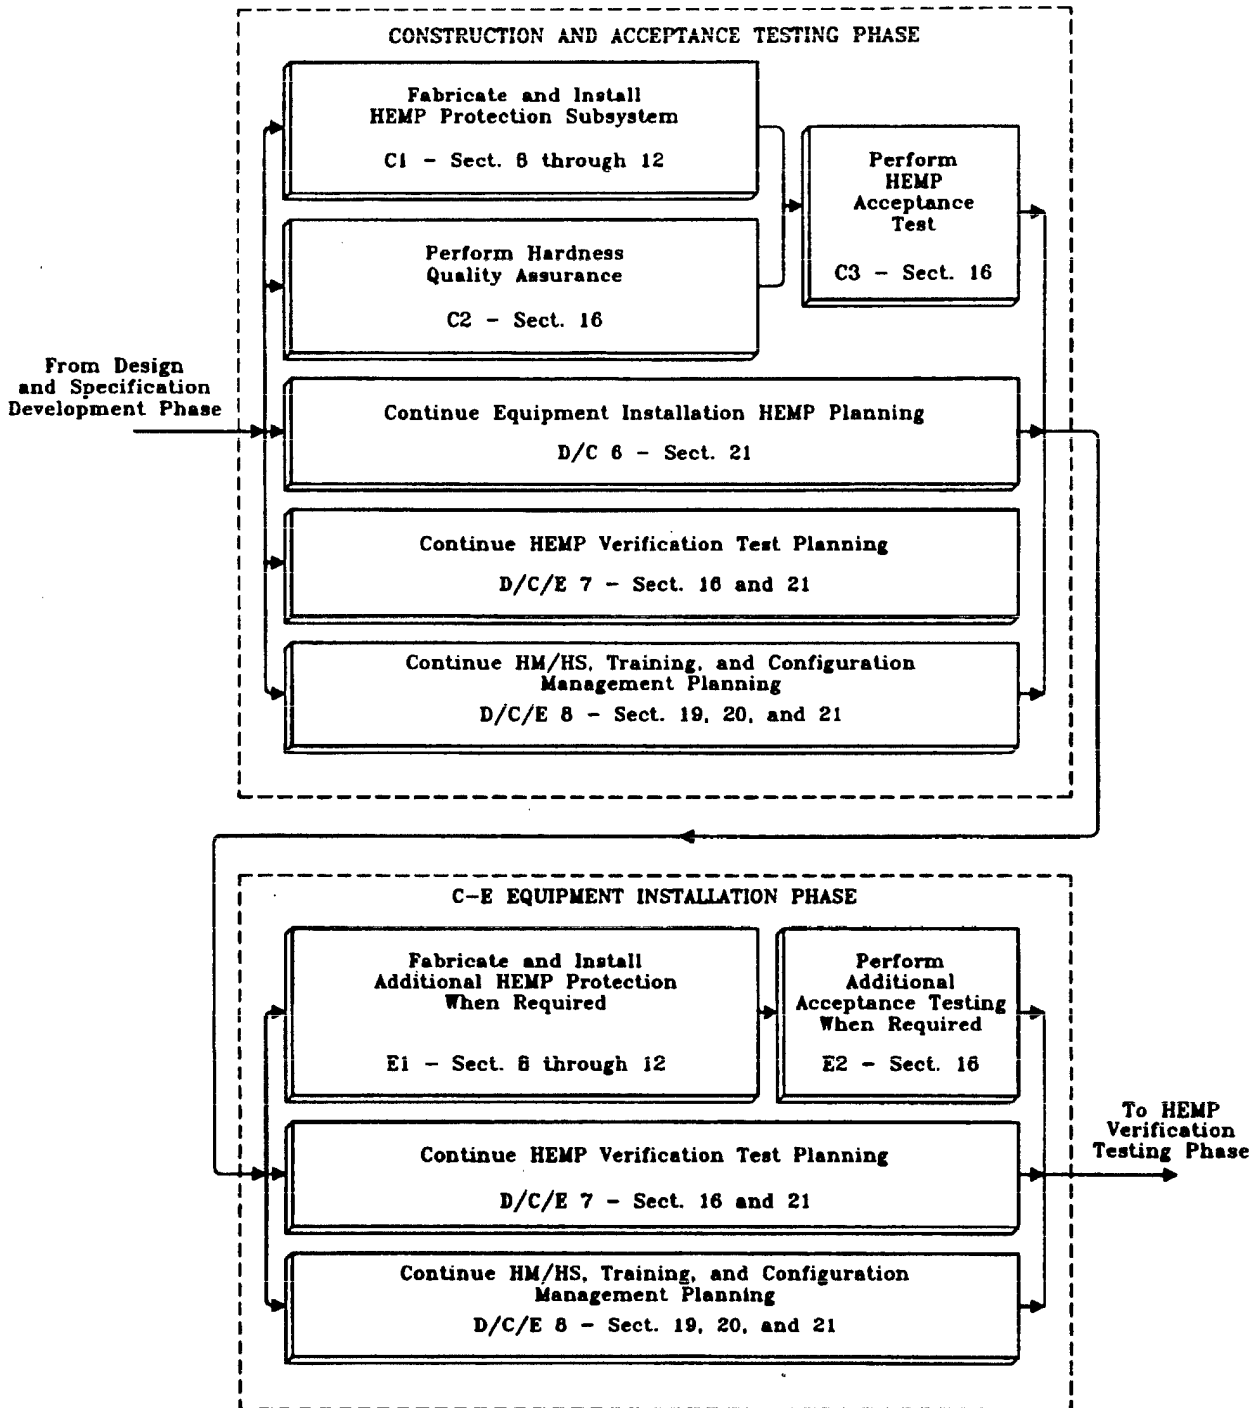 CONSTRUCTION AND ACCEPTANCE TESTING PHASE
Fabricate and Install
HEMP Protection Subsystem
C1 – Sect. 8 through 12
Perform
HEMP
Acceptance
Test
C3 – Sect. 16
Perform Hardness
Quality Assurance
C2 – Sect. 16
From Design
and Specification
Development Phase
Continue Equipment Installation HEMP Planning
D/C 6 – Sect. 21
Continue HEMP Verification Test Planning
D/C/E 7 – Sect. 16 and 21
Continue HM/HS, Training, and Configuration
Management Planning
D/C/E 8 – Sect. 19, 20, and 21
C–E EQUIPMENT INSTALLATION PHASE
Fabricate and Install
Additional HEMP Protection
When Required
E1 – Sect. 8 through 12
Perform
Additional
Acceptance Testing
When Required
E2 – Sect. 16
To HEMP
Verification
Testing Phase
Continue HEMP Verification Test Planning
D/C/E 7 – Sect. 16 and 21
Continue HM/HS, Training, and Configuration
Management Planning
D/C/E 8 – Sect. 19, 20, and 21